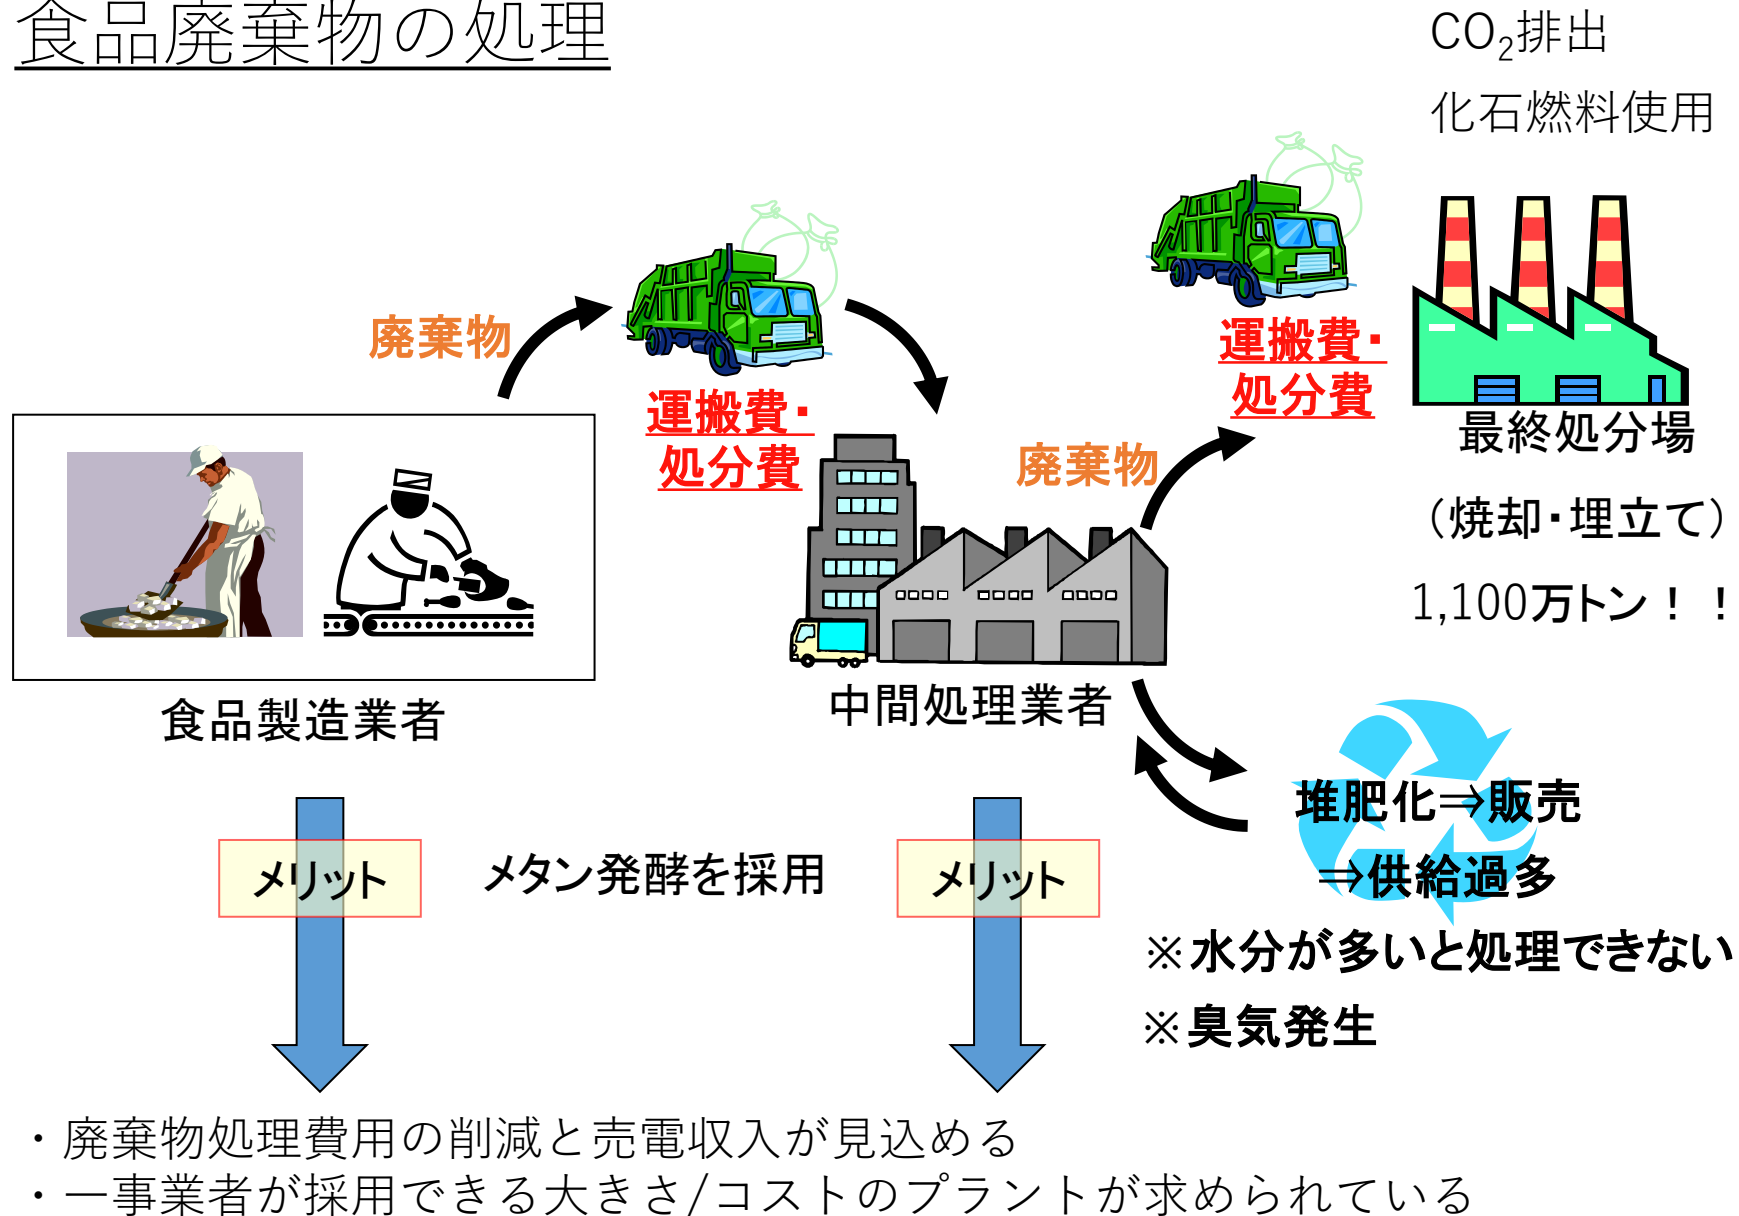 食品廃棄物の処理
CO₂排出
化石燃料使用
廃棄物
運搬費・
処分費
廃棄物
運搬費・
処分費
最終処分場
（焼却・埋立て）
1,100万トン！！
食品製造業者
中間処理業者
堆肥化⇒販売
⇒供給過多
※水分が多いと処理できない
※臭気発生
メリット
メタン発酵を採用
メリット
・廃棄物処理費用の削減と売電収入が見込める
・一事業者が採用できる大きさ/コストのプラントが求められている